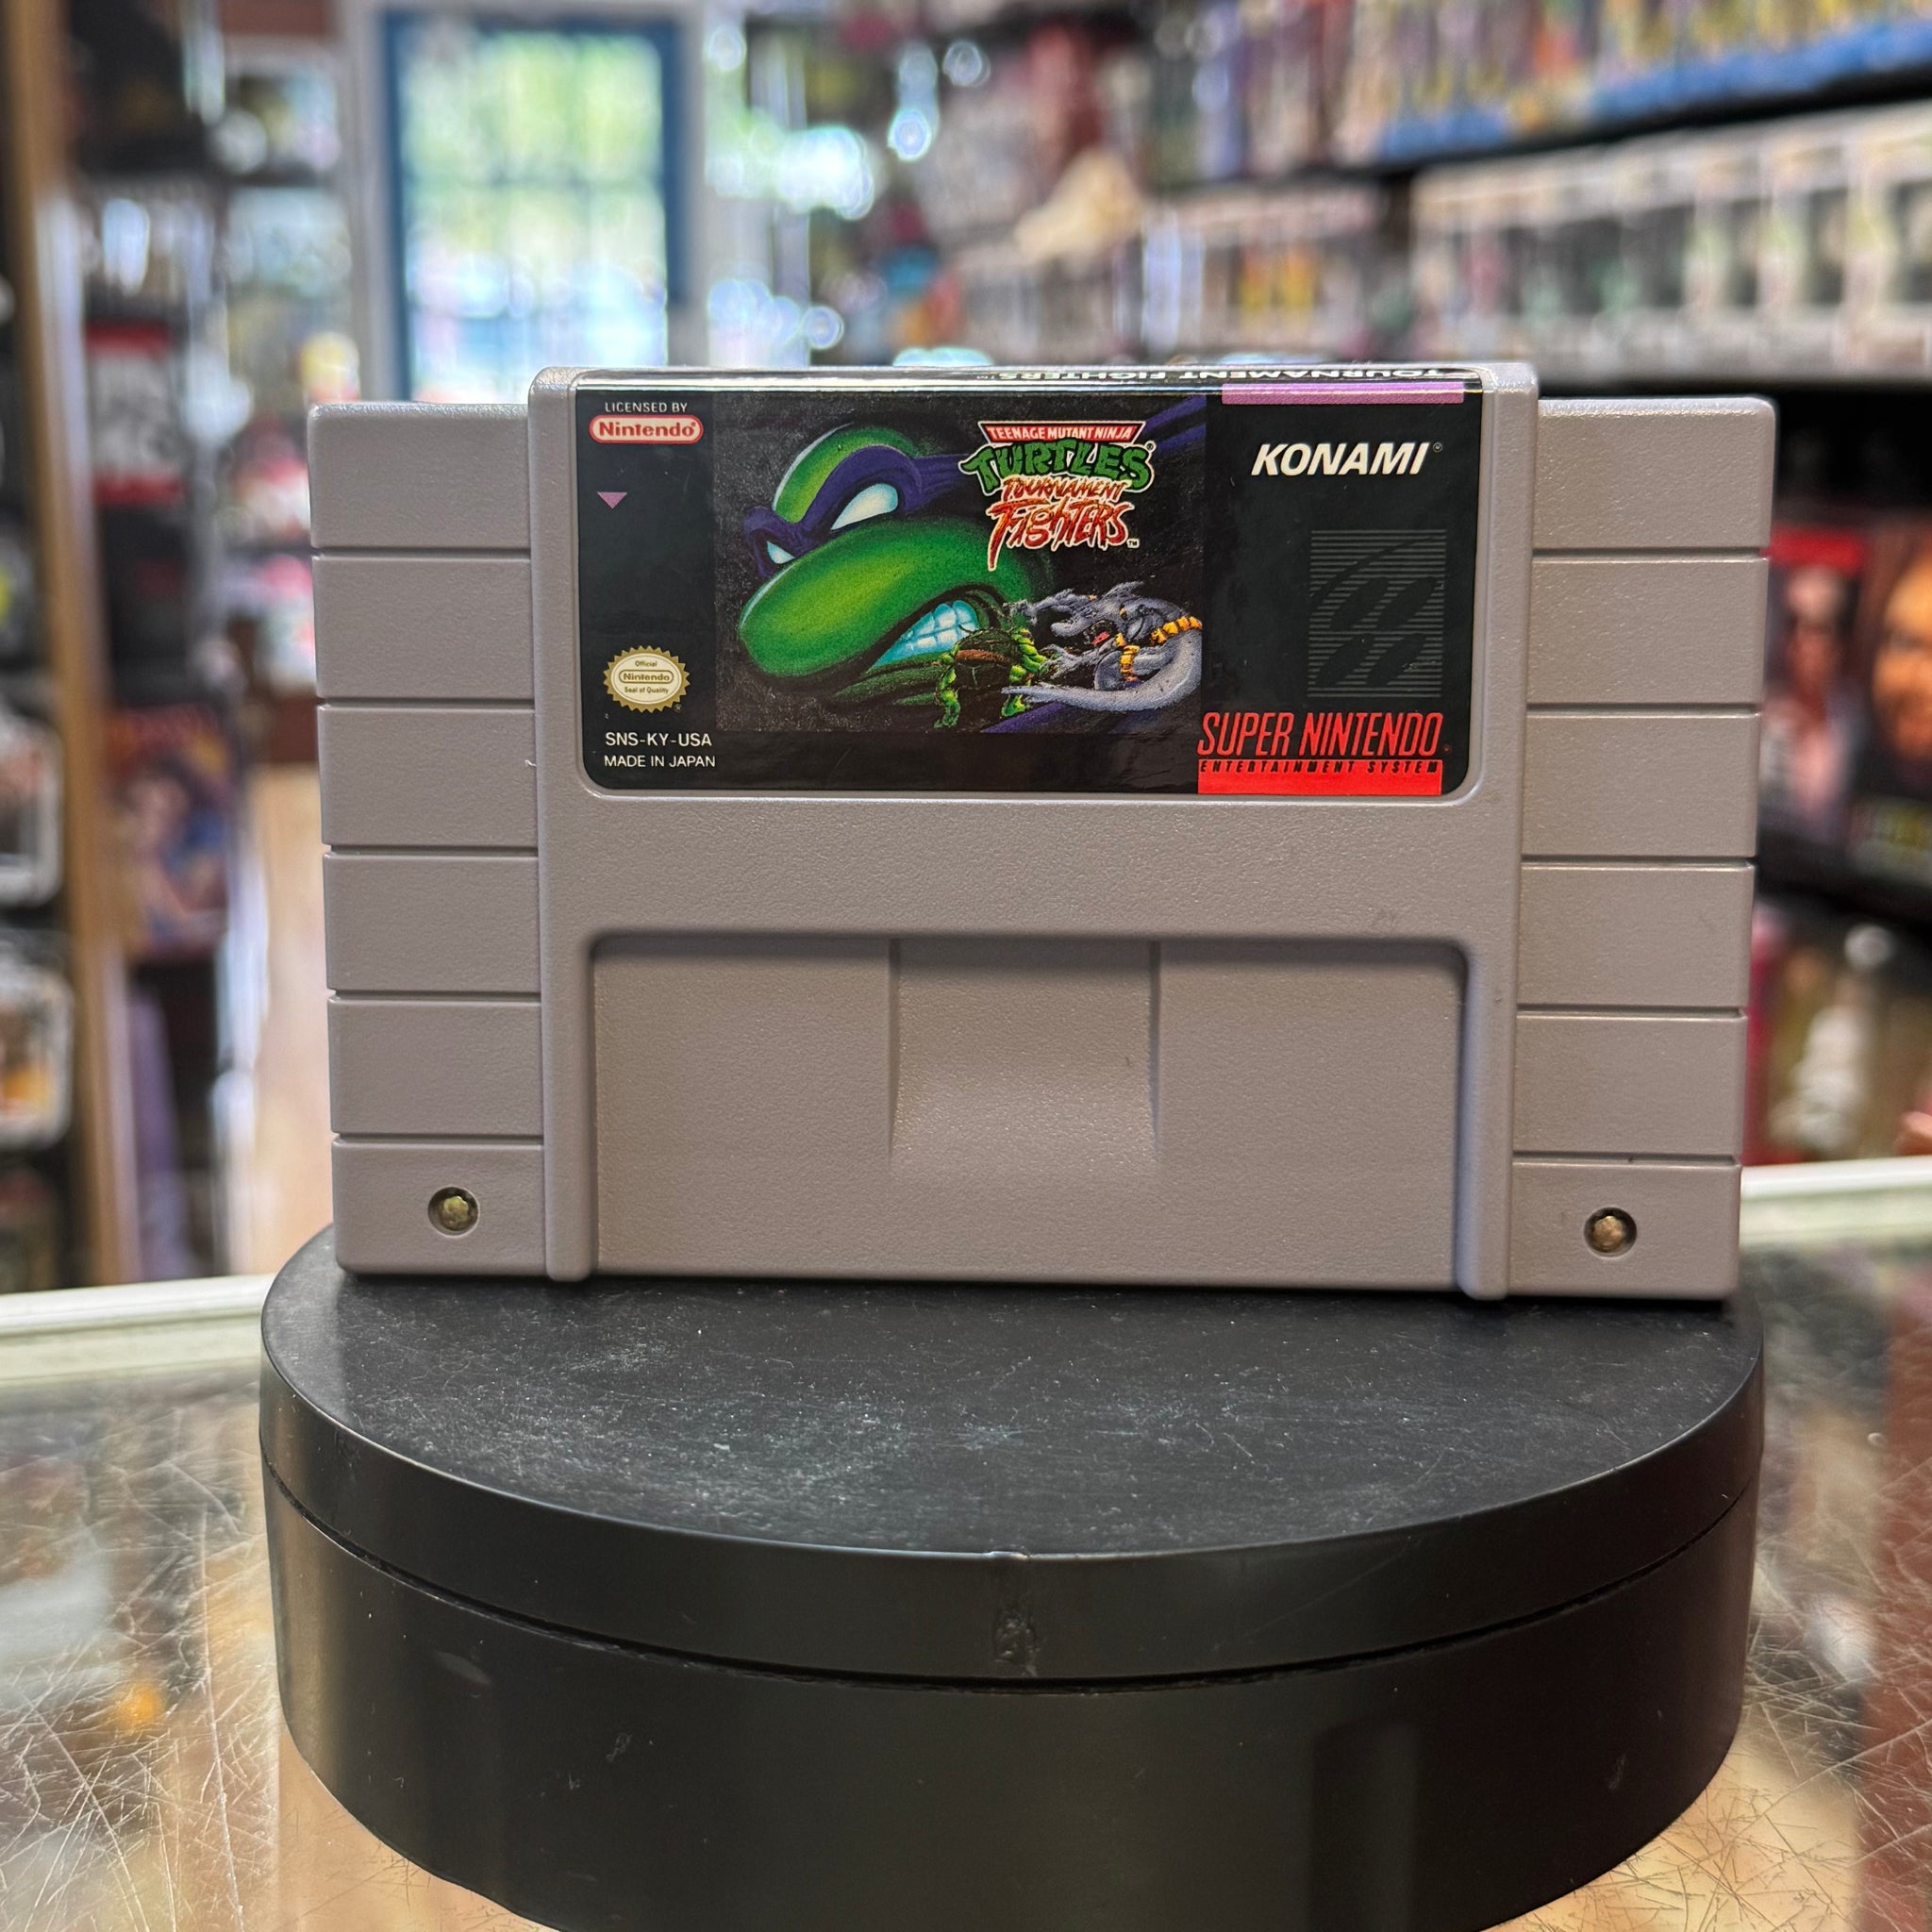 TOURNAMENT FIGHTERS
LICENSED BY
Nintendo®
TEENAGE MUTANT NINJA
TURTLES®
TOURNAMENT
FIGHTERS™
KONAMI®
Official
Nintendo
Seal of Quality
SNS-KY-USA
MADE IN JAPAN
SUPER NINTENDO
ENTERTAINMENT SYSTEM